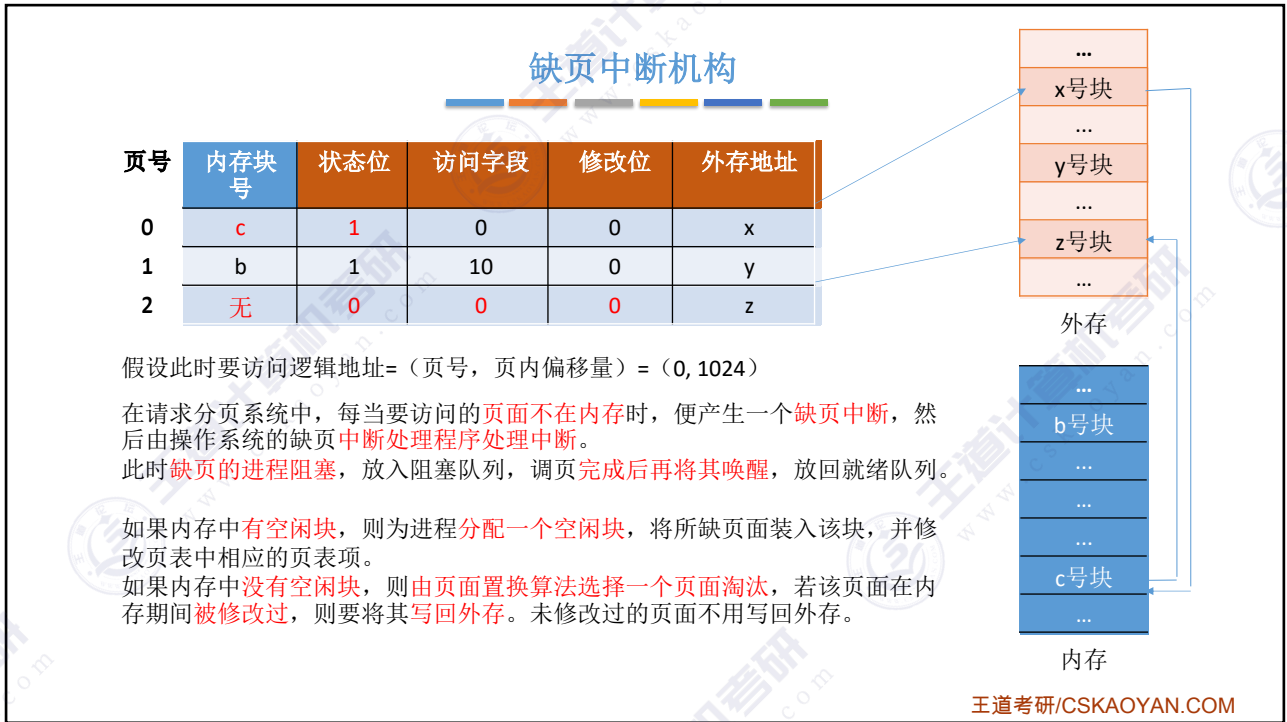 缺页中断机构
页号 内存块号 状态位 访问字段 修改位 外存地址
0 c 1 0 0 x
1 b 1 10 0 y
2 无 0 0 0 z
假设此时要访问逻辑地址=（页号，页内偏移量）=（0, 1024）
在请求分页系统中，每当要访问的页面不在内存时，便产生一个缺页中断，然
后由操作系统的缺页中断处理程序处理中断。
此时缺页的进程阻塞，放入阻塞队列，调页完成后再将其唤醒，放回就绪队列。
如果内存中有空闲块，则为进程分配一个空闲块，将所缺页面装入该块，并修
改页表中相应的页表项。
如果内存中没有空闲块，则由页面置换算法选择一个页面淘汰，若该页面在内
存期间被修改过，则要将其写回外存。未修改过的页面不用写回外存。
...
x号块
...
y号块
...
z号块
...
外存
...
b号块
...
...
...
c号块
...
内存
王道考研/CSKAOYAN.COM